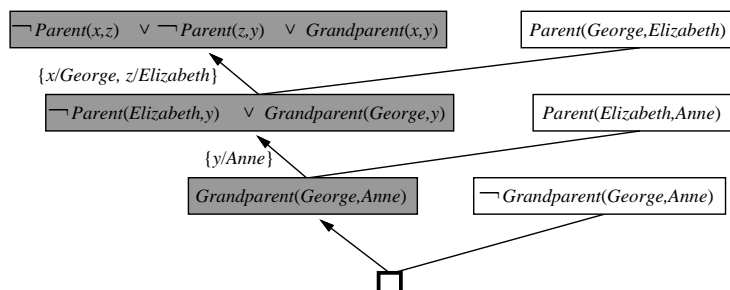 ¬ Parent(x,z) ∨ ¬ Parent(z,y) ∨ Grandparent(x,y)
Parent(George,Elizabeth)
{x/George, z/Elizabeth}
¬ Parent(Elizabeth,y) ∨ Grandparent(George,y)
Parent(Elizabeth,Anne)
{y/Anne}
Grandparent(George,Anne)
¬ Grandparent(George,Anne)